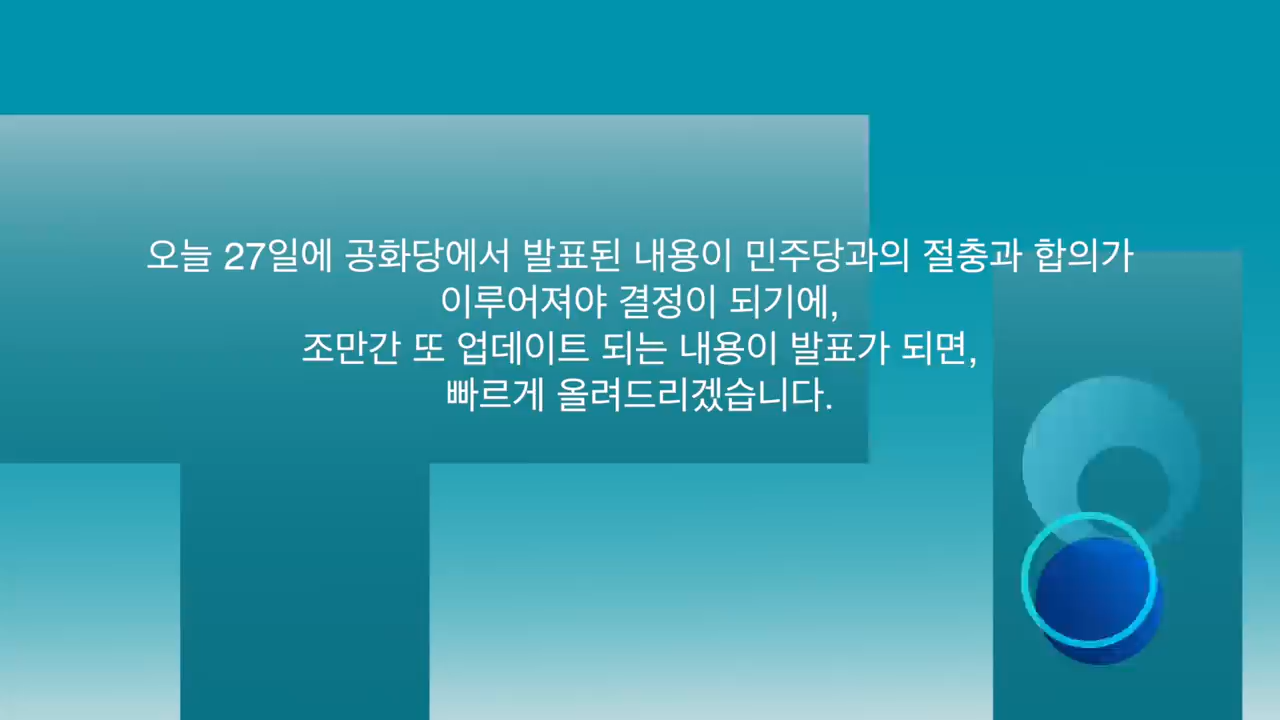 오늘 27일에 공화당에서 발표된 내용이 민주당과의 절충과 합의가
이루어져야 결정이 되기에,
조만간 또 업데이트 되는 내용이 발표가 되면,
빠르게 올려드리겠습니다.